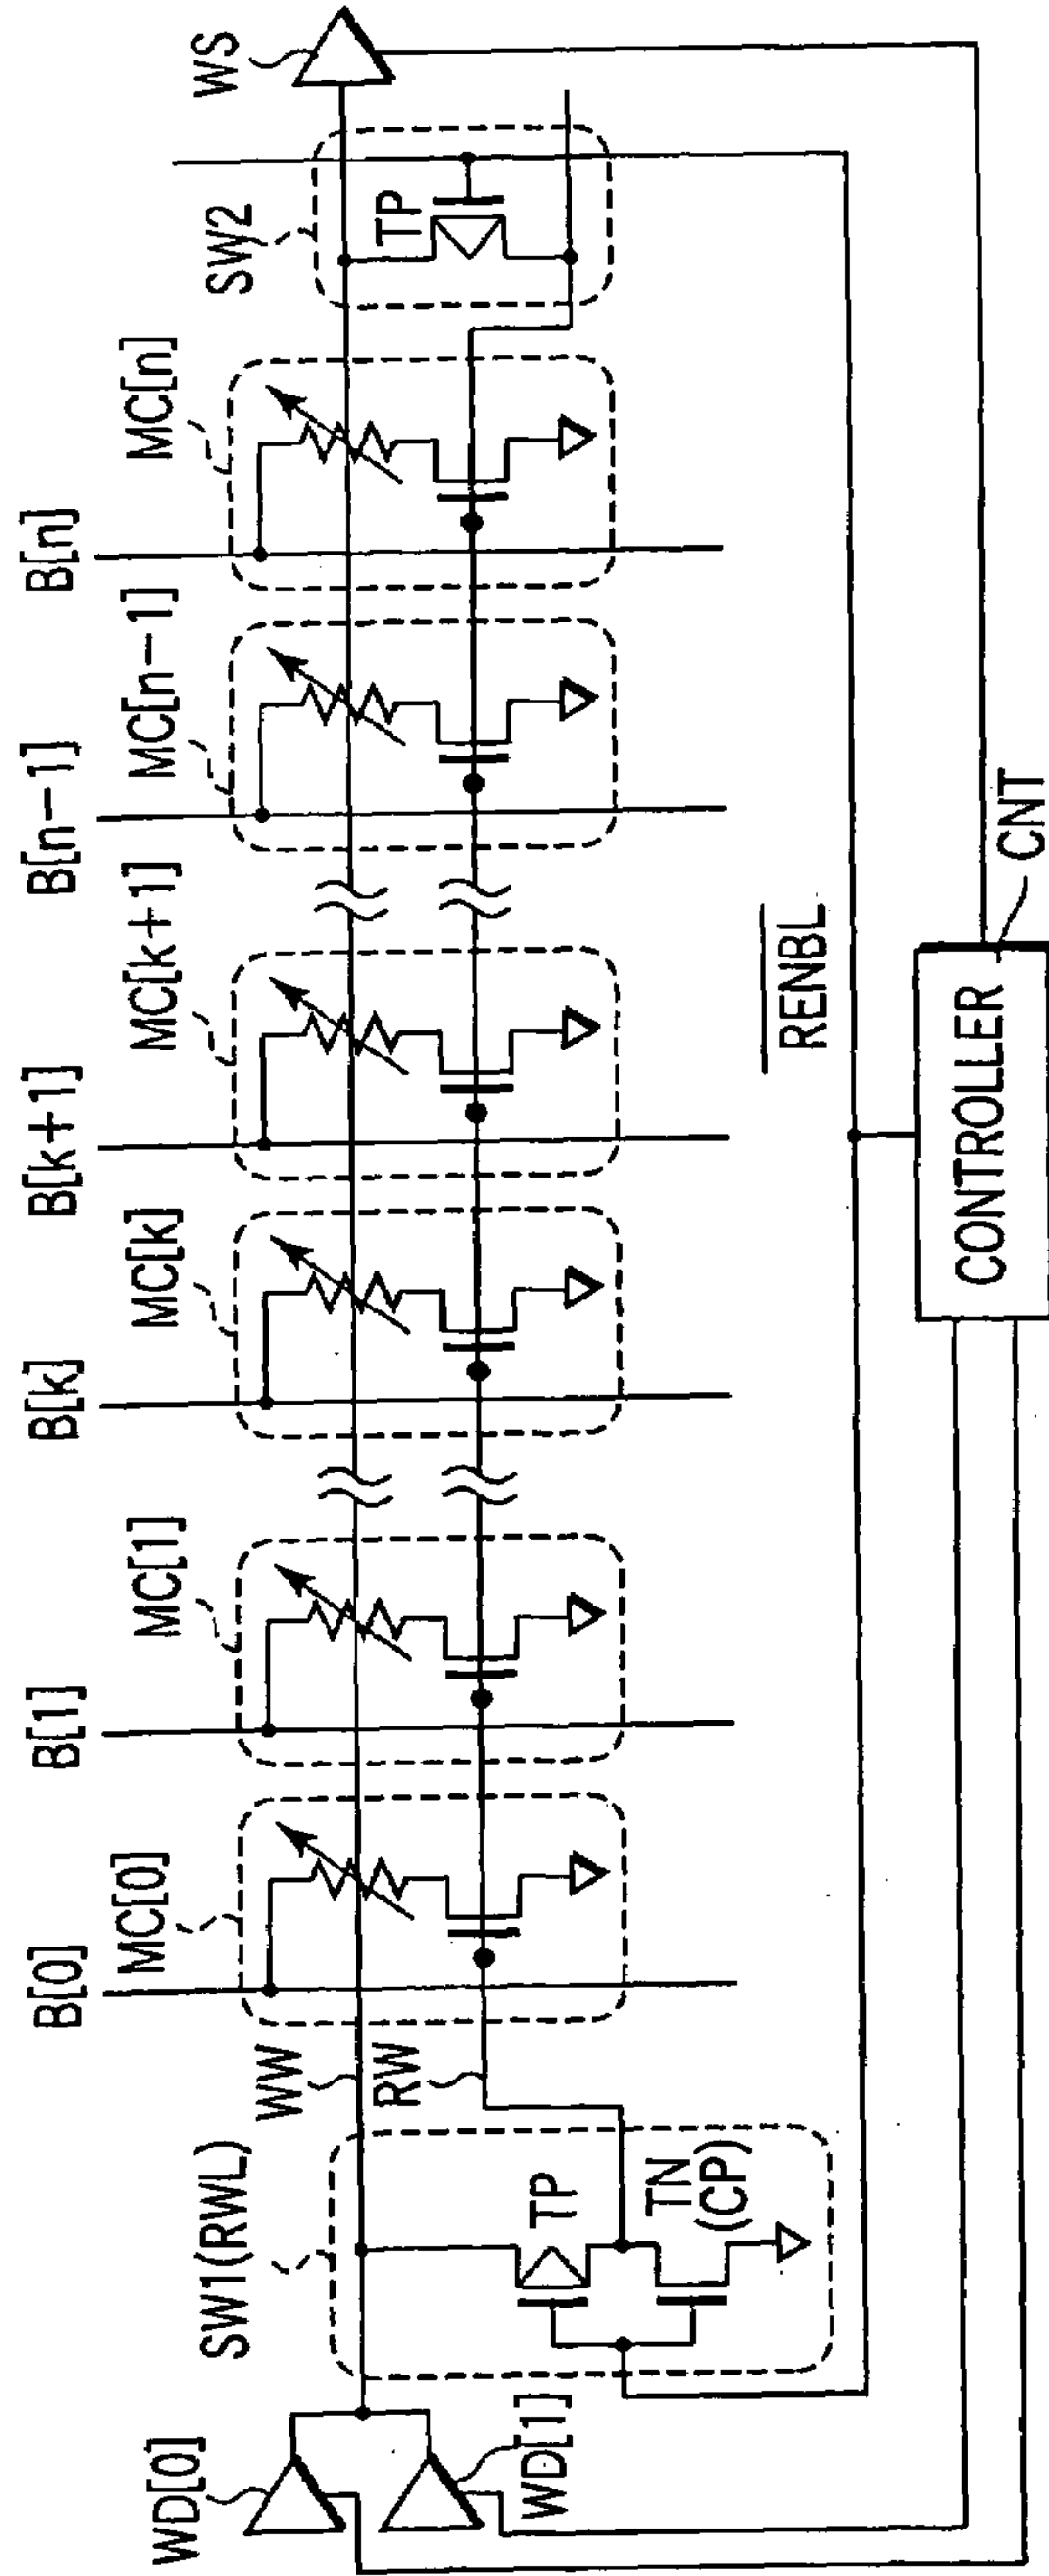 B[0]
B[1]
B[k]
B[k+1]
B[n-1]
B[n]
MC[0]
MC[1]
MC[k]
MC[k+1]
MC[n-1]
MC[n]
SW1(RWL)
WW
RW
SW2
WS
WD[0]
WD[1]
TP
TN
(CP)
TP
RENBL
CONTROLLER
CNT